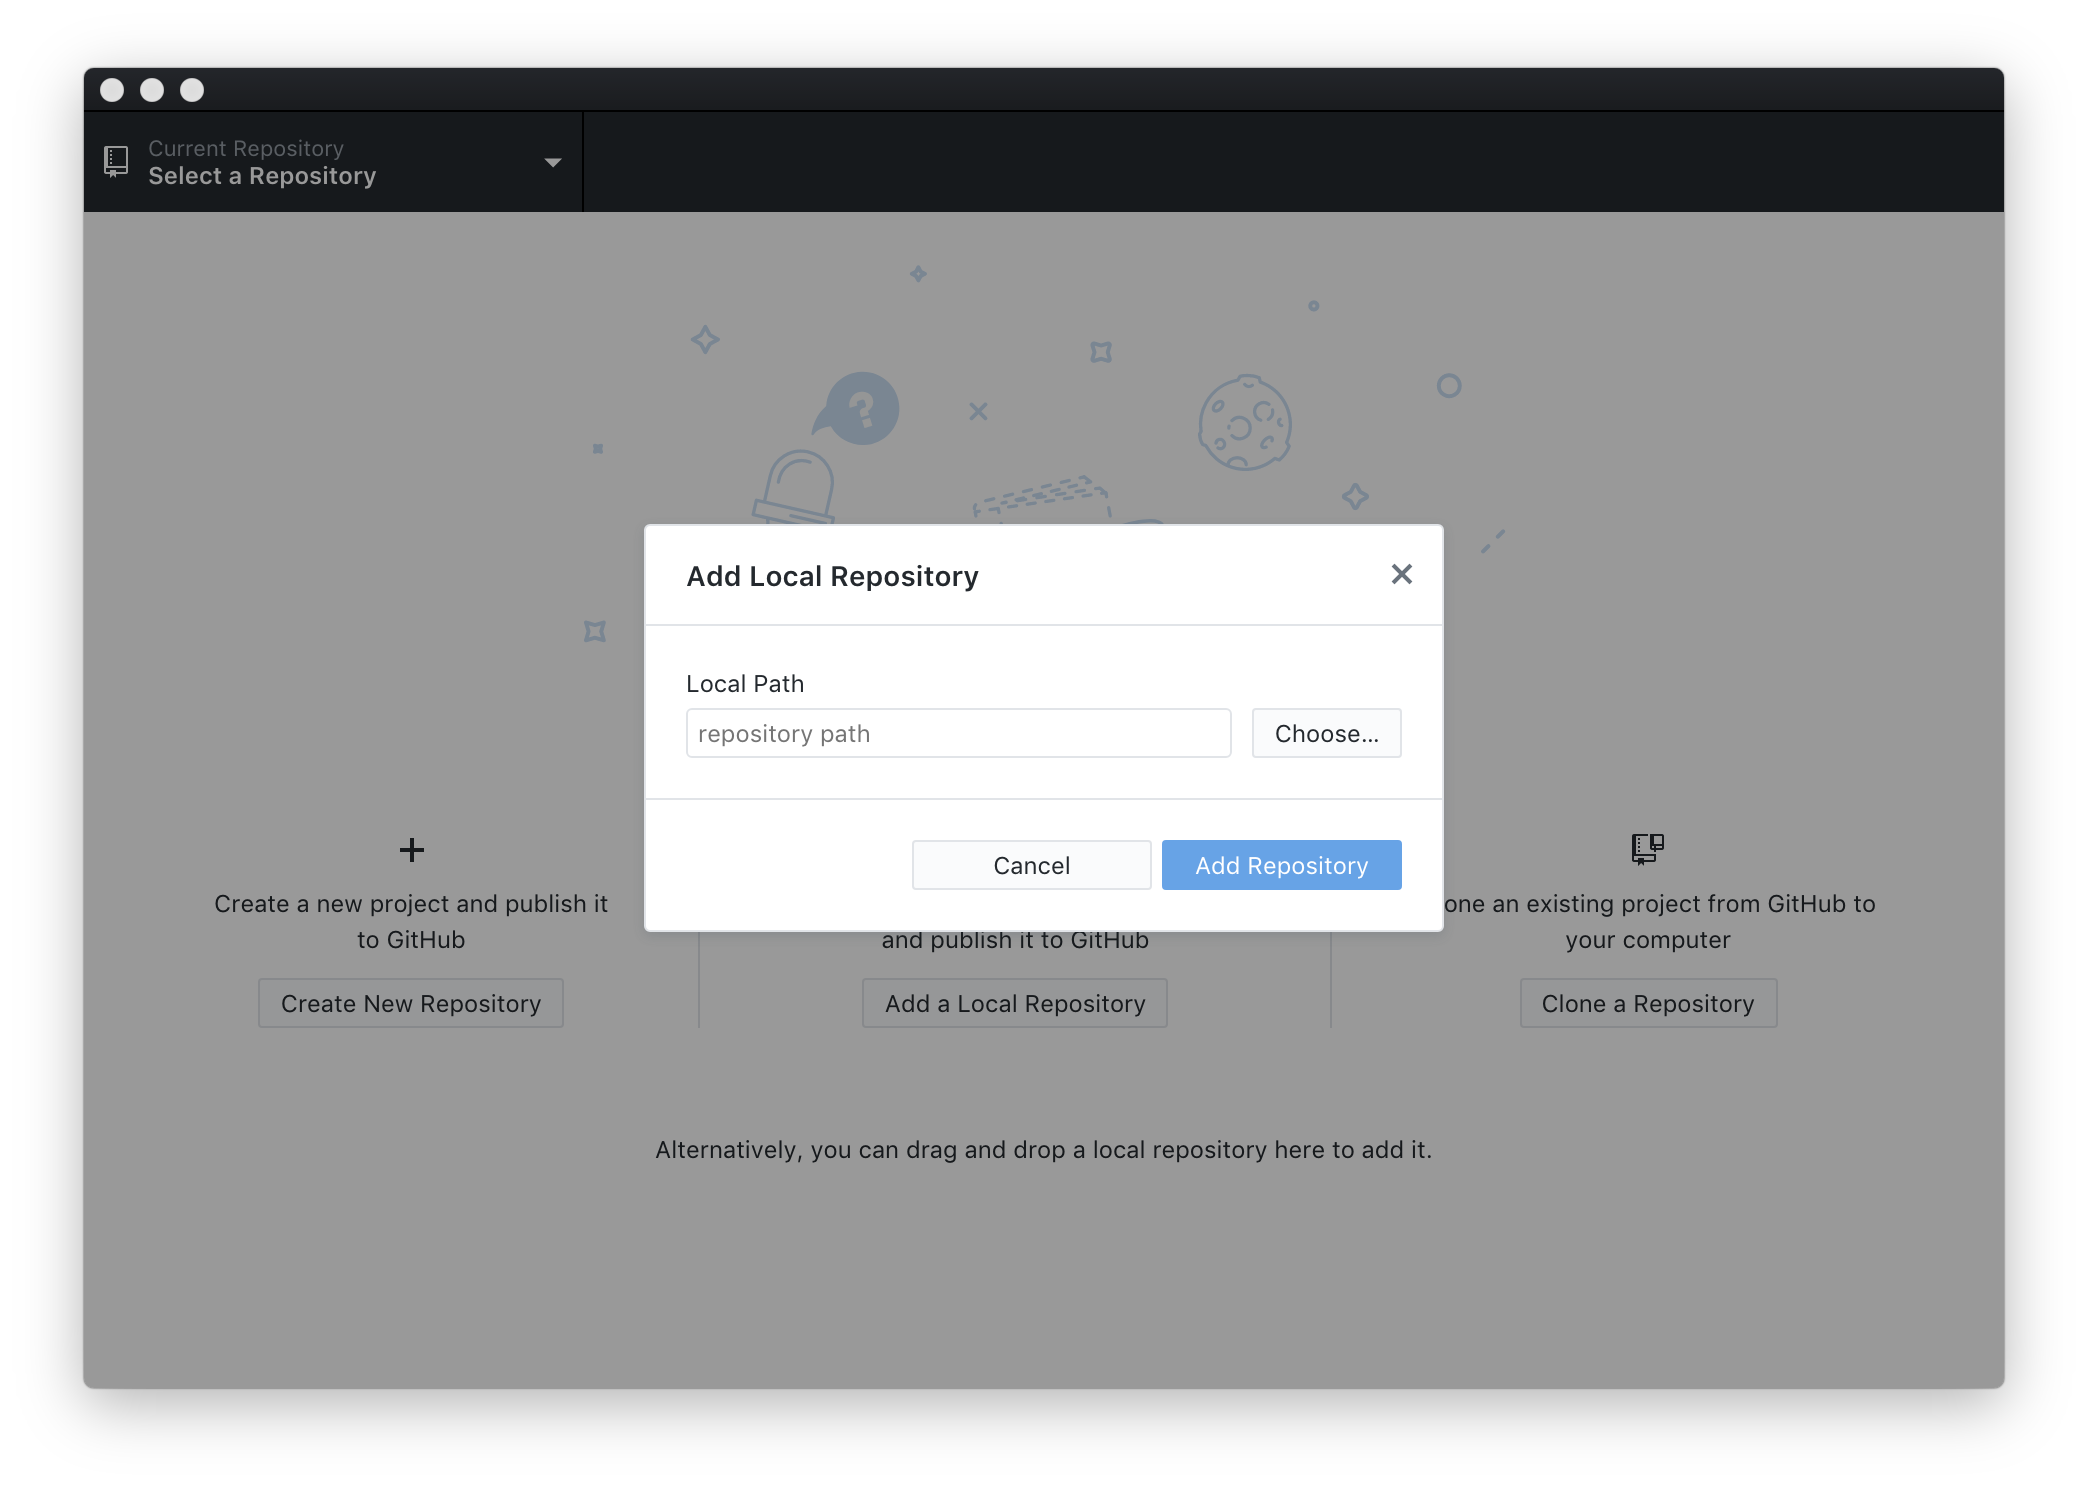 Current Repository
Select a Repository
?
Add Local Repository
Local Path
repository path
Choose...
Cancel
Add Repository
Create a new project and publish it
to GitHub
Create New Repository
and publish it to GitHub
Add a Local Repository
one an existing project from GitHub to
your computer
Clone a Repository
Alternatively, you can drag and drop a local repository here to add it.